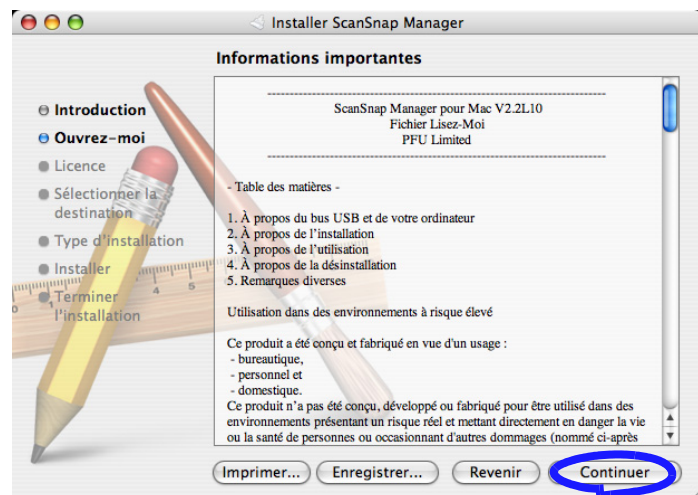 Installer ScanSnap Manager
Informations importantes
Introduction
Ouvrez-moi
Licence
Sélectionner la
destination
Type d'installation
Installer
Terminer
l'installation
0 1 4 5
----------------------------------------------------------------
ScanSnap Manager pour Mac V2.2L10
Fichier Lisez-Moi
PFU Limited
----------------------------------------------------------------
- Table des matières -
1. À propos du bus USB et de votre ordinateur
2. À propos de l'installation
3. À propos de l'utilisation
4. À propos de la désinstallation
5. Remarques diverses
Utilisation dans des environnements à risque élevé
Ce produit a été conçu et fabriqué en vue d'un usage :
- bureautique,
- personnel et
- domestique.
Ce produit n'a pas été conçu, développé ou fabriqué pour être utilisé dans des
environnements présentant un risque réel et mettant directement en danger la vie
ou la santé de personnes ou occasionnant d'autres dommages (nommé ci-après
Imprimer... Enregistrer... Revenir Continuer